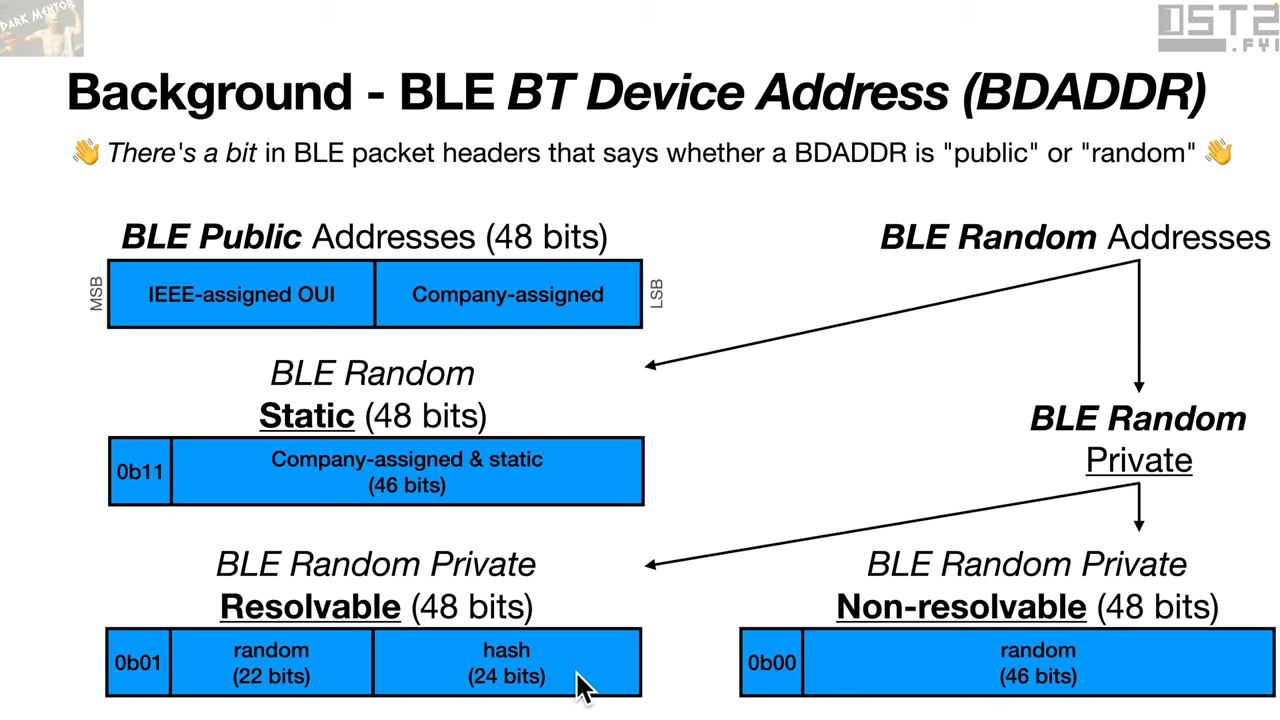 DARK MENTOR
OST2
.FYI
Background - BLE BT Device Address (BDADDR)
👋 There's a bit in BLE packet headers that says whether a BDADDR is "public" or "random" 👋
BLE Public Addresses (48 bits)
MSB
IEEE-assigned OUI
Company-assigned
LSB
BLE Random Addresses
BLE Random
Static (48 bits)
0b11
Company-assigned & static
(46 bits)
BLE Random
Private
BLE Random Private
Resolvable (48 bits)
0b01
random
(22 bits)
hash
(24 bits)
BLE Random Private
Non-resolvable (48 bits)
0b00
random
(46 bits)